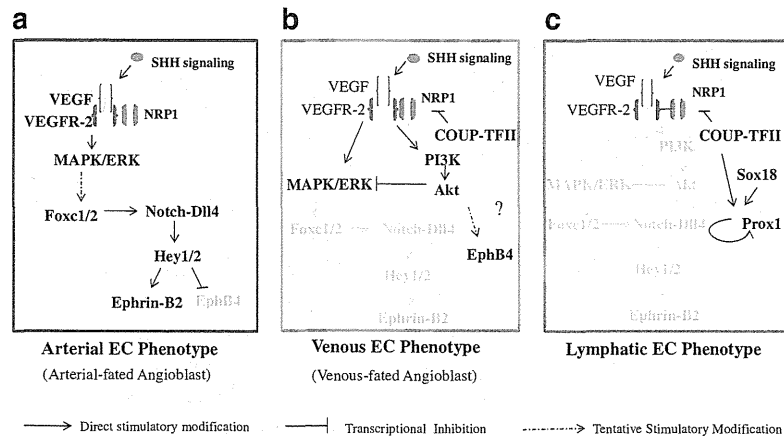 a
SHH signaling
VEGF
VEGFR-2
NRP1
MAPK/ERK
Foxc1/2
Notch-Dll4
Hey1/2
Ephrin-B2
EphB4
Arterial EC Phenotype
(Arterial-fated Angioblast)
b
SHH signaling
VEGF
NRP1
VEGFR-2
COUP-TFII
PI3K
MAPK/ERK
Akt
?
Foxc1/2
Notch-Dll4
EphB4
Hey1/2
Ephrin-B2
Venous EC Phenotype
(Venous-fated Angioblast)
c
SHH signaling
VEGF
NRP1
VEGFR-2
COUP-TFII
PI3K
Sox18
MAPK/ERK
Akt
Foxc1/2
Notch-Dll4
Prox1
Hey1/2
Ephrin-B2
Lymphatic EC Phenotype
Direct stimulatory modification
Transcriptional Inhibition
Tentative Stimulatory Modification